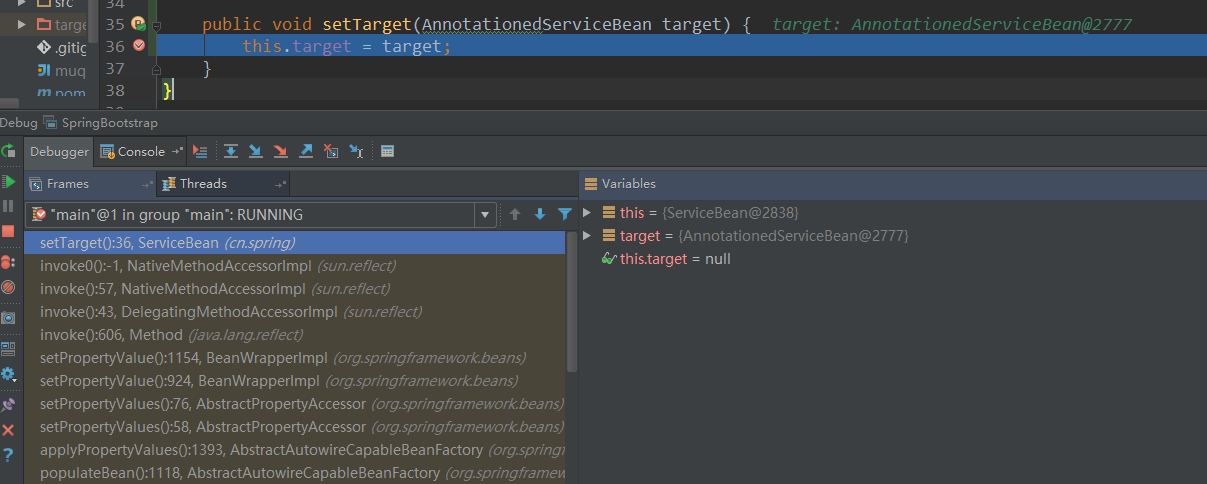 src
34
targe
35 public void setTarget(AnnotationedServiceBean target) { target: AnnotationedServiceBean@2777
.gitig
36 this.target = target;
muq
37 }
pom
38 }
Debug SpringBootstrap
Debugger Console
Frames Threads Variables
"main"@1 in group "main": RUNNING
this = {ServiceBean@2838}
target = {AnnotationedServiceBean@2777}
this.target = null
setTarget():36, ServiceBean (cn.spring)
invoke0():-1, NativeMethodAccessorImpl (sun.reflect)
invoke():57, NativeMethodAccessorImpl (sun.reflect)
invoke():43, DelegatingMethodAccessorImpl (sun.reflect)
invoke():606, Method (java.lang.reflect)
setPropertyValue():1154, BeanWrapperImpl (org.springframework.beans)
setPropertyValue():924, BeanWrapperImpl (org.springframework.beans)
setPropertyValues():76, AbstractPropertyAccessor (org.springframework.beans)
setPropertyValues():58, AbstractPropertyAccessor (org.springframework.beans)
applyPropertyValues():1393, AbstractAutowireCapableBeanFactory (org.springf
populateBean():1118, AbstractAutowireCapableBeanFactory (org.springframew